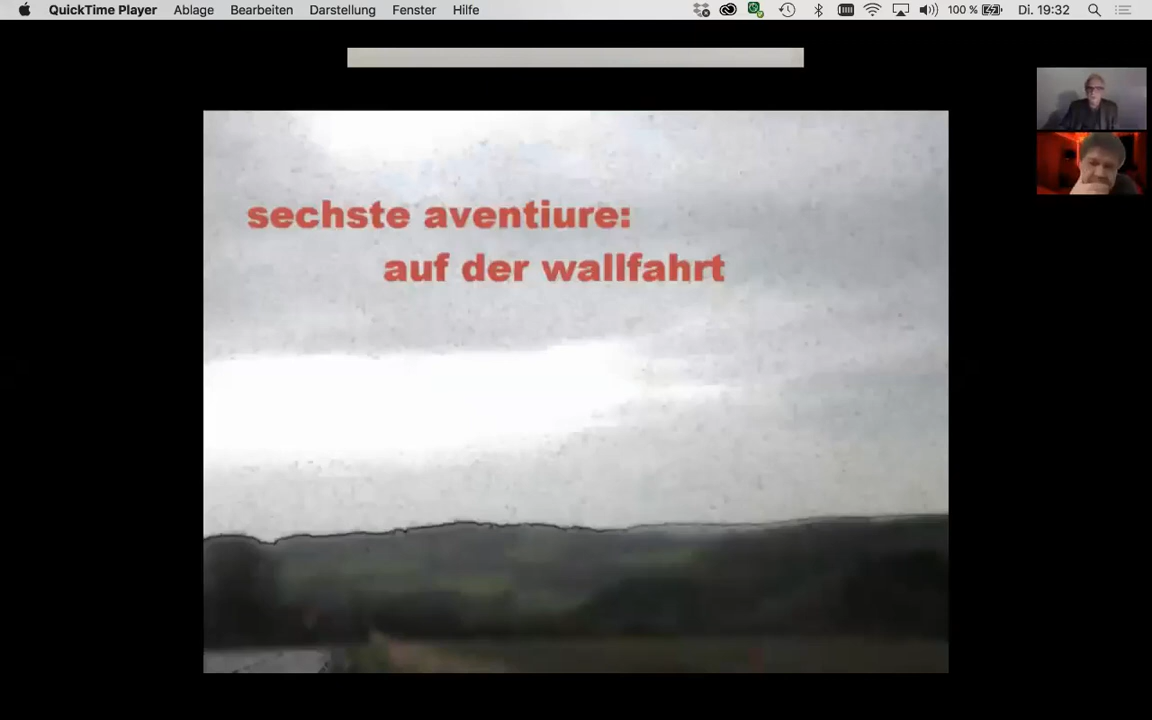 QuickTime Player Ablage Bearbeiten Darstellung Fenster Hilfe 100 % Di. 19:32
sechste aventiure:
auf der wallfahrt